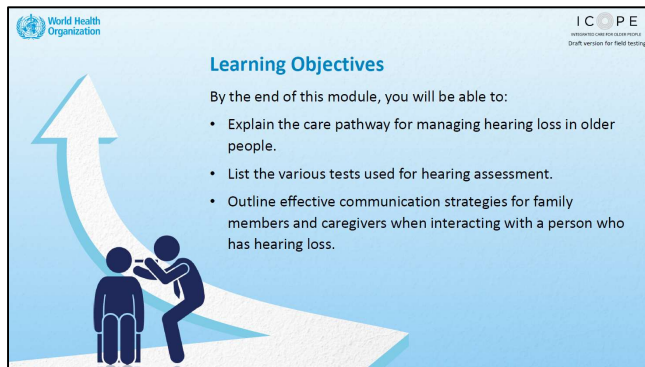 World Health
Organization
ICOPE
INTEGRATED CARE FOR OLDER PEOPLE
Draft version for field testing
Learning Objectives
By the end of this module, you will be able to:
• Explain the care pathway for managing hearing loss in older
people.
• List the various tests used for hearing assessment.
• Outline effective communication strategies for family
members and caregivers when interacting with a person who
has hearing loss.